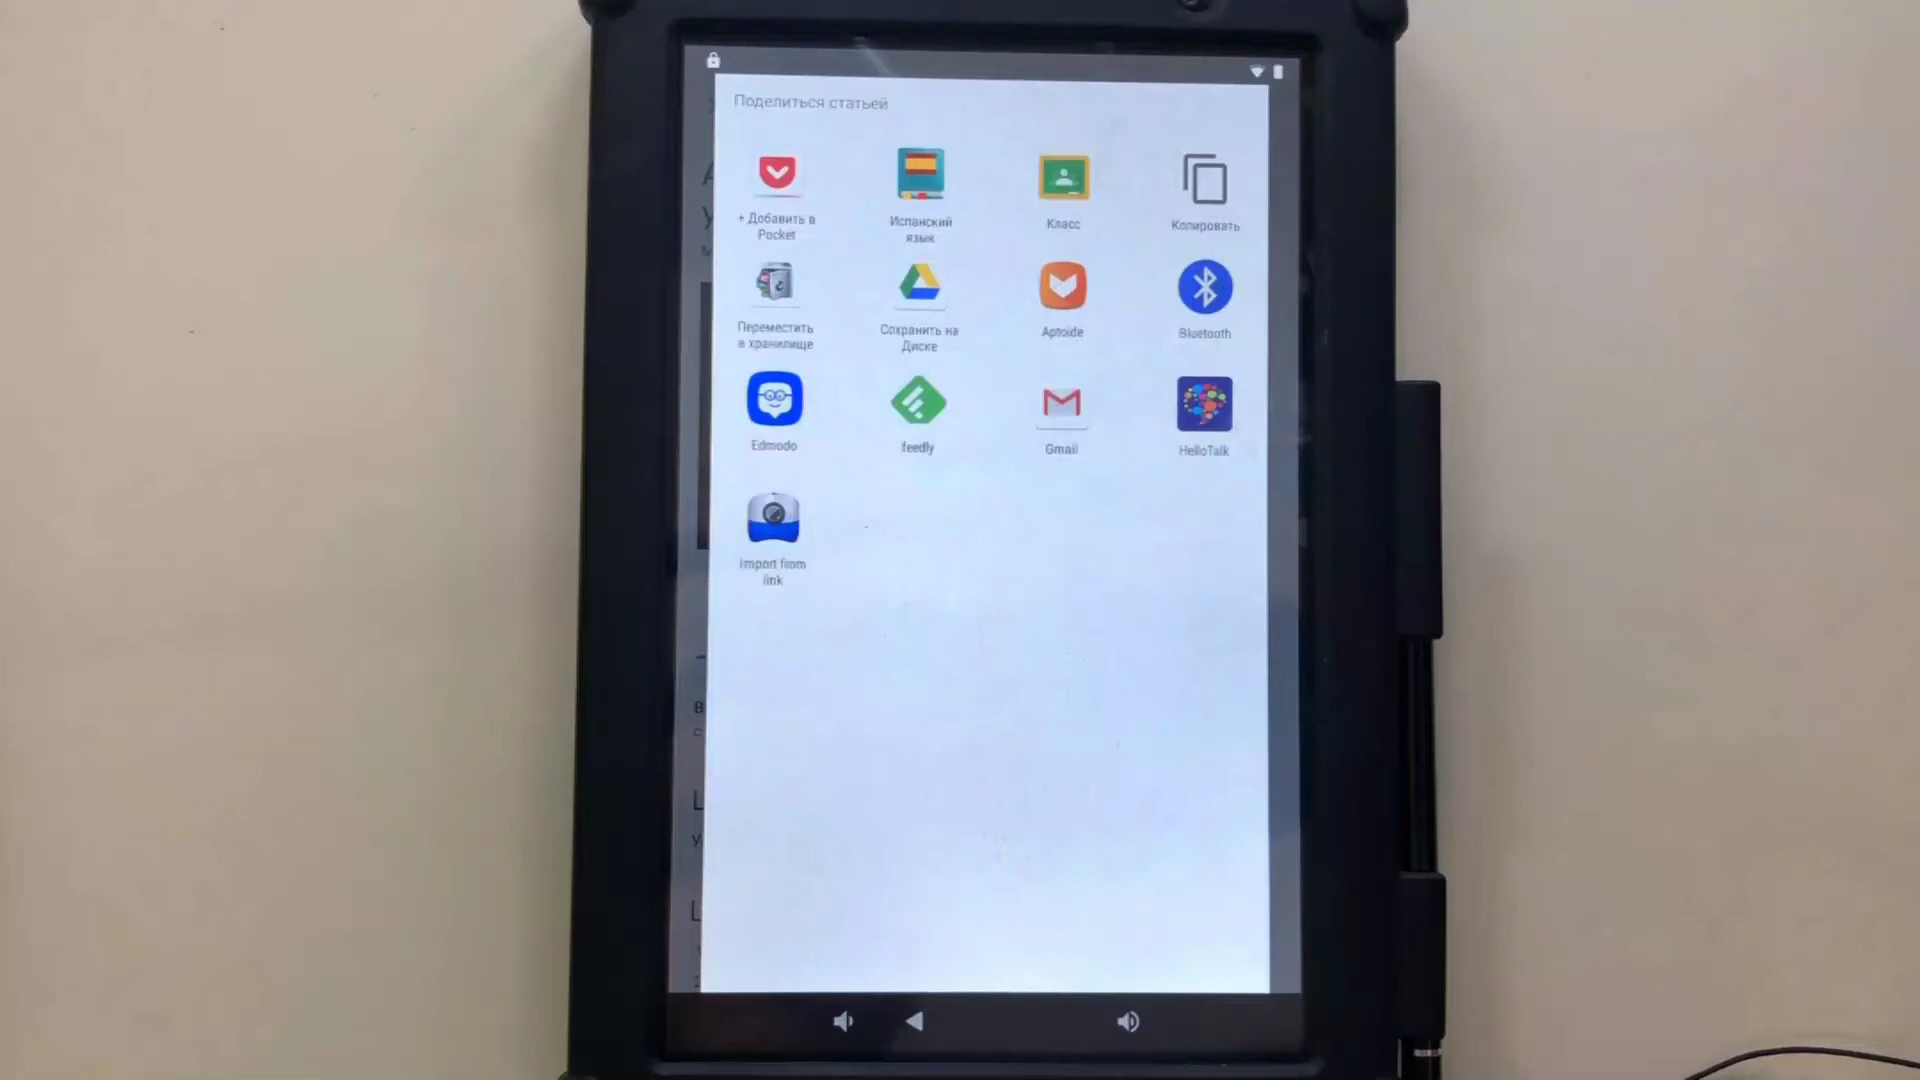 Поделиться статьей
+ Добавить в
Pocket
Испанский
язык
Класс
Копировать
Переместить
в хранилище
Сохранить на
Диске
Aptoide
Bluetooth
Edmodo
feedly
Gmail
HelloTalk
Import from
link